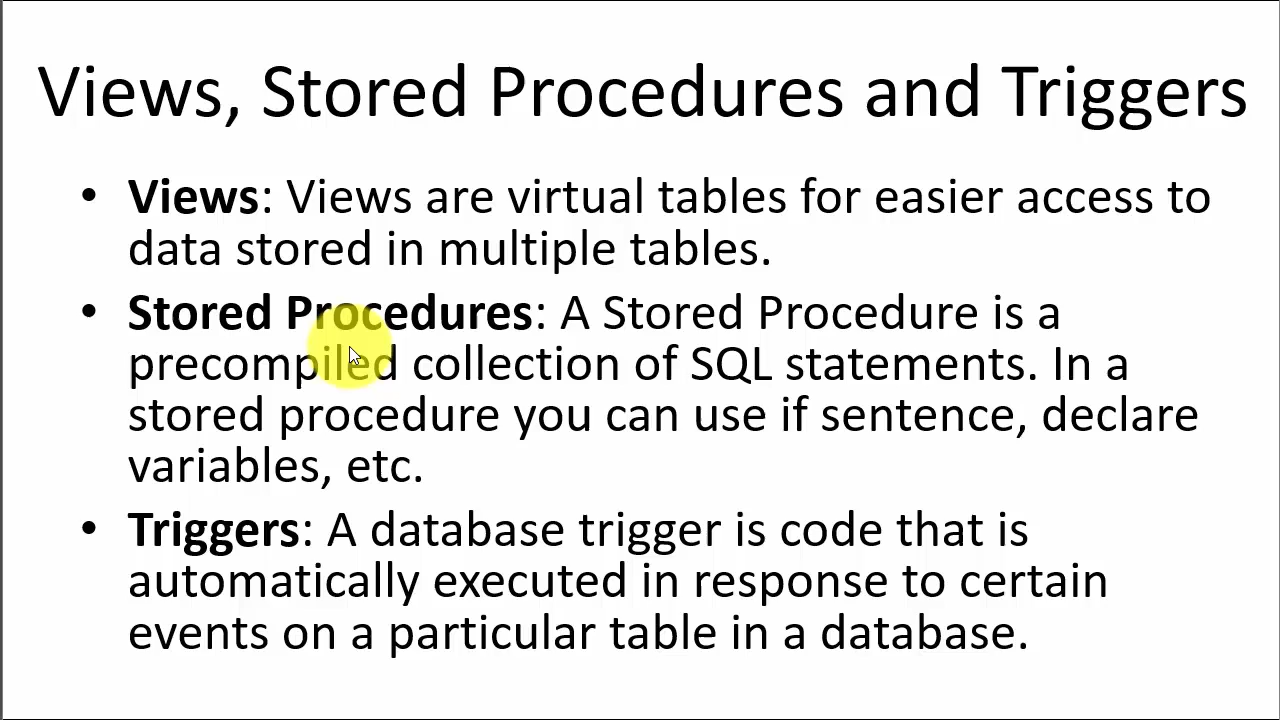 Views, Stored Procedures and Triggers
• Views: Views are virtual tables for easier access to
data stored in multiple tables.
• Stored Procedures: A Stored Procedure is a
precompiled collection of SQL statements. In a
stored procedure you can use if sentence, declare
variables, etc.
• Triggers: A database trigger is code that is
automatically executed in response to certain
events on a particular table in a database.